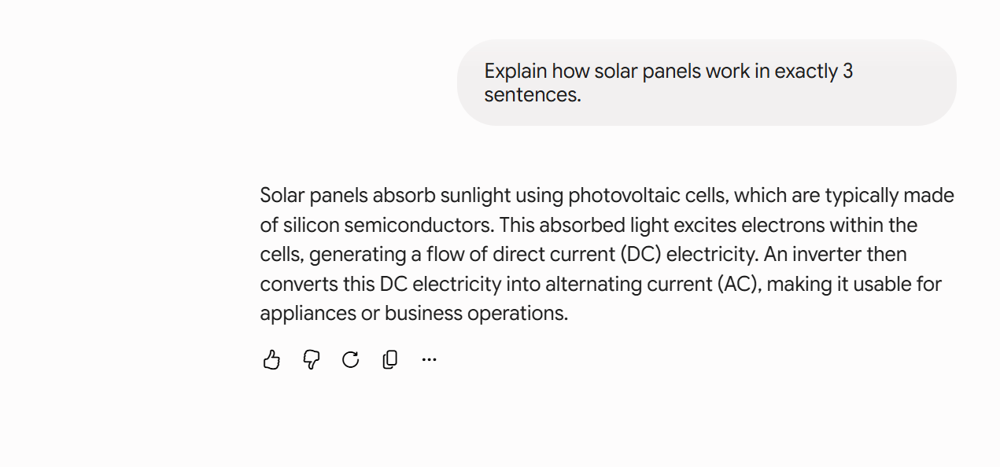 Explain how solar panels work in exactly 3
sentences.
Solar panels absorb sunlight using photovoltaic cells, which are typically made
of silicon semiconductors. This absorbed light excites electrons within the
cells, generating a flow of direct current (DC) electricity. An inverter then
converts this DC electricity into alternating current (AC), making it usable for
appliances or business operations.